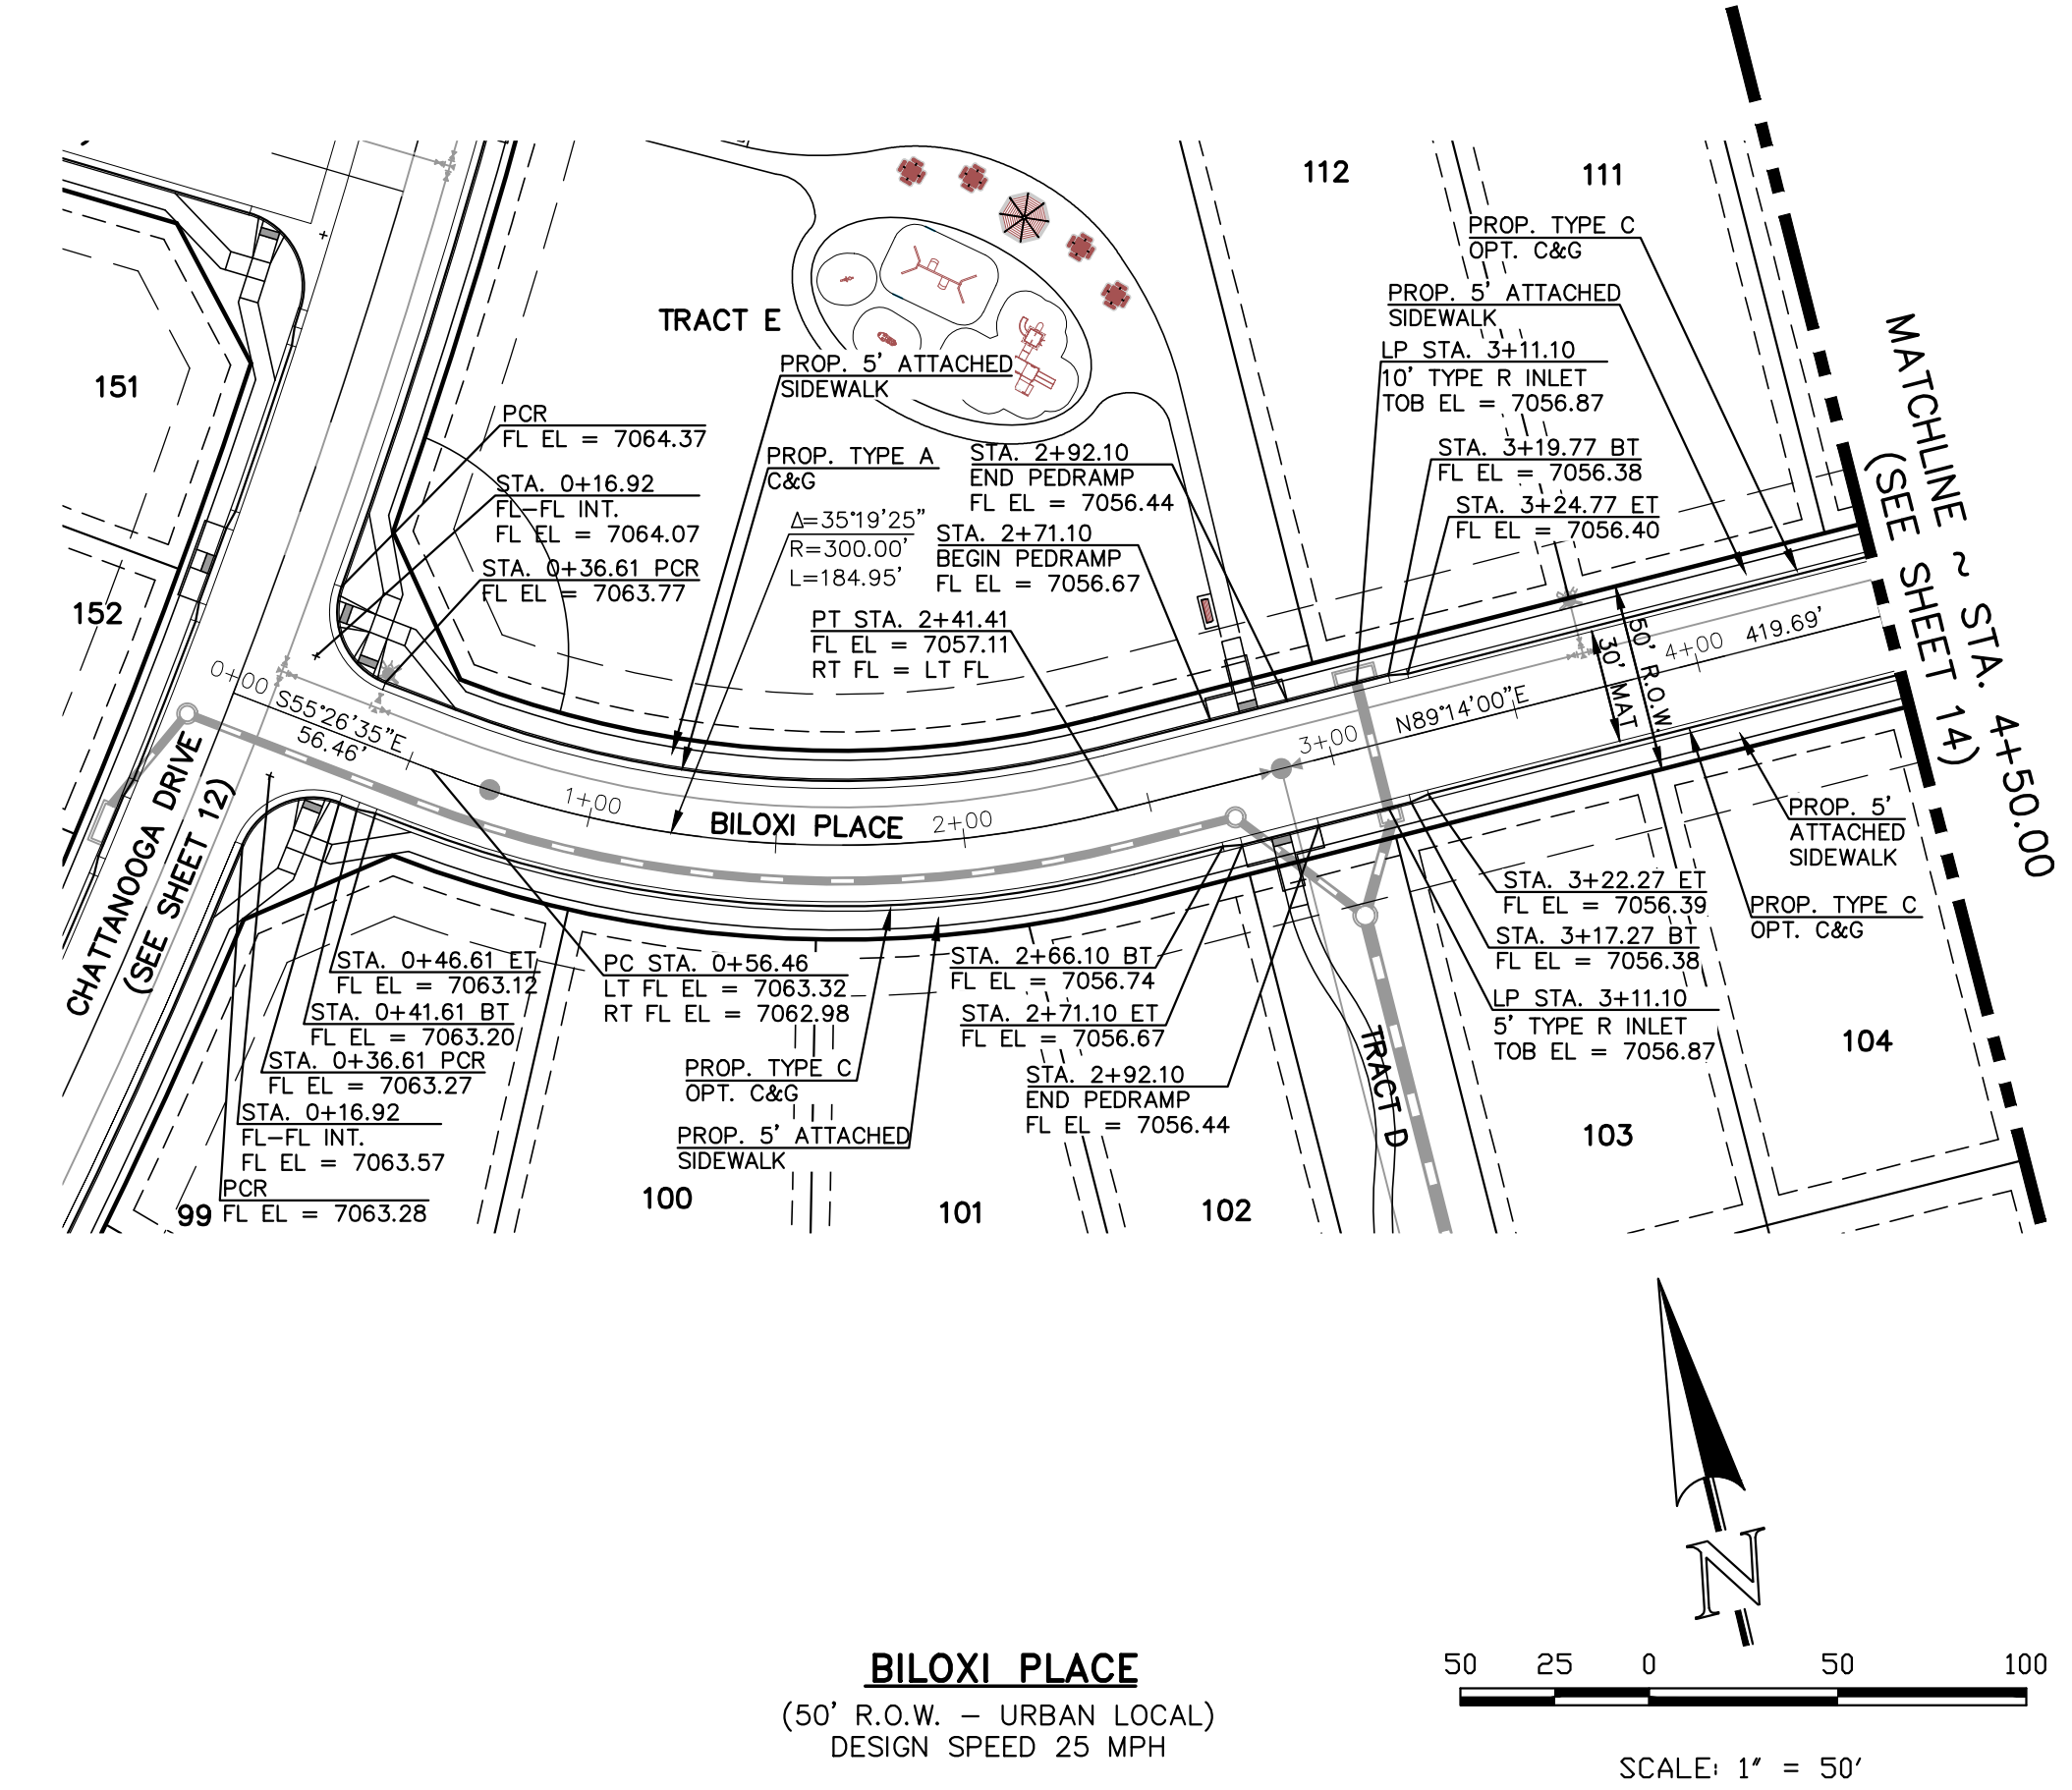 112
111
PROP. TYPE C
OPT. C&G
PROP. 5' ATTACHED
SIDEWALK
LP STA. 3+11.10
10' TYPE R INLET
TOB EL = 7056.87
STA. 3+19.77 BT
FL EL = 7056.38
STA. 3+24.77 ET
FL EL = 7056.40
MATCHLINE ~ STA. 4+50.00
(SEE SHEET 14)
TRACT E
PROP. 5' ATTACHED
SIDEWALK
151
PCR
FL EL = 7064.37
PROP. TYPE A
C&G
STA. 2+92.10
END PEDRAMP
FL EL = 7056.44
STA. 0+16.92
FL-FL INT.
FL EL = 7064.07
Δ=35°19'25"
R=300.00'
L=184.95'
STA. 2+71.10
BEGIN PEDRAMP
FL EL = 7056.67
STA. 0+36.61 PCR
FL EL = 7063.77
152
PT STA. 2+41.41
FL EL = 7057.11
RT FL = LT FL
50' R.O.W.
30' MAT
4+00
419.69'
0+00
S55°26'35"E
56.46'
N89°14'00"E
3+00
1+00
BILOXI PLACE
2+00
CHATTANOOGA DRIVE
(SEE SHEET 12)
PROP. 5'
ATTACHED
SIDEWALK
STA. 3+22.27 ET
FL EL = 7056.39
PROP. TYPE C
OPT. C&G
STA. 3+17.27 BT
FL EL = 7056.38
LP STA. 3+11.10
5' TYPE R INLET
TOB EL = 7056.87
STA. 0+46.61 ET
FL EL = 7063.12
PC STA. 0+56.46
LT FL EL = 7063.32
RT FL EL = 7062.98
STA. 2+66.10 BT
FL EL = 7056.74
STA. 0+41.61 BT
FL EL = 7063.20
STA. 2+71.10 ET
FL EL = 7056.67
STA. 0+36.61 PCR
FL EL = 7063.27
PROP. TYPE C
OPT. C&G
STA. 2+92.10
END PEDRAMP
FL EL = 7056.44
TRACT D
104
STA. 0+16.92
FL-FL INT.
FL EL = 7063.57
PROP. 5' ATTACHED
SIDEWALK
103
PCR
FL EL = 7063.28
99
100
101
102
N
BILOXI PLACE
(50' R.O.W. - URBAN LOCAL)
DESIGN SPEED 25 MPH
50 25 0 50 100
SCALE: 1" = 50'